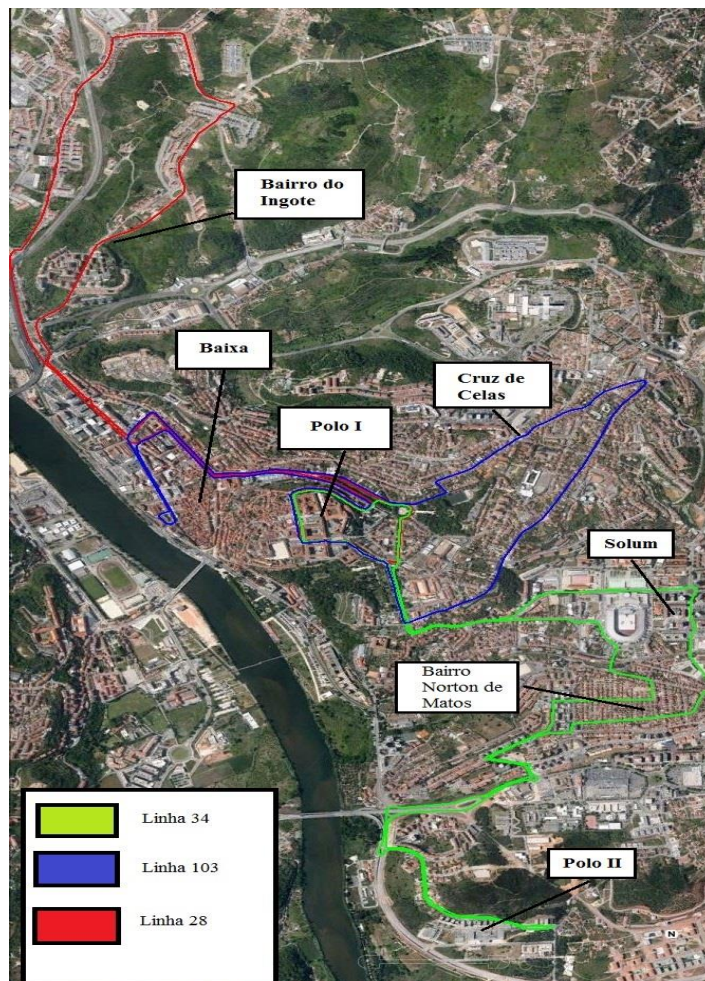 Bairro do
Ingote
Baixa
Cruz de
Celas
Polo I
Solum
Bairro
Norton de
Matos
Polo II
N
Linha 34
Linha 103
Linha 28